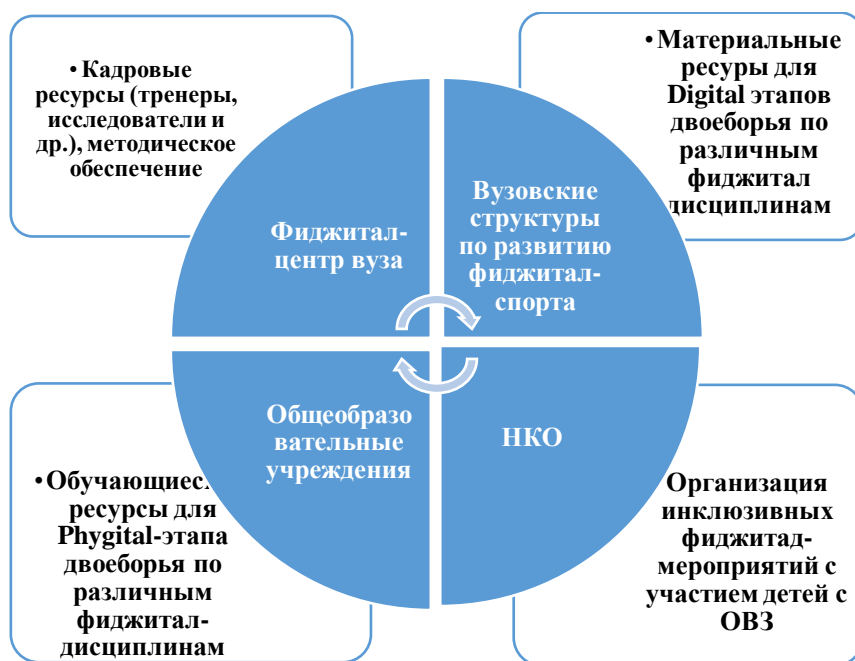 • Кадровые
ресурсы (тренеры,
исследователи и
др.), методическое
обеспечение
• Материальные
ресуры для
Digital этапов
двоеборья по
различным
фиджитал
дисциплинам
Фиджитал-
центр вуза
Вузовские
структуры
по развитию
фиджитал-
спорта
Общеобразо
вательные
учреждения
НКО
•
ресурсы для
Phygital-этапа
двоеборья по
различным
фиджитал-
дисциплинам
Организация
инклюзивных
фиджитад-
мероприятий с
участием детей с
ОВЗ